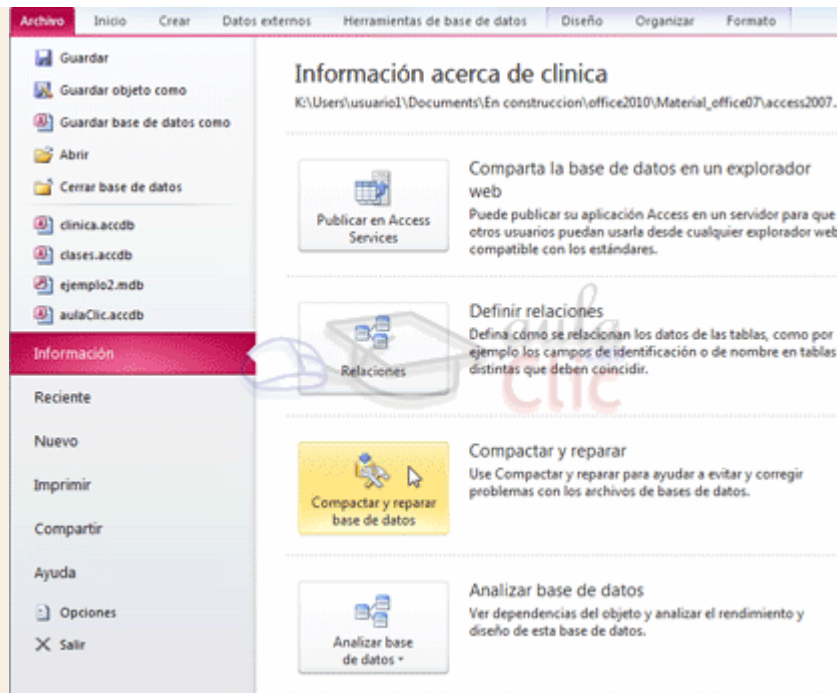 Archivo Inicio Crear Datos externos Herramientas de base de datos Diseño Organizar Formato
Guardar
Guardar objeto como
Guardar base de datos como
Abrir
Cerrar base de datos
clinica.accdb
clases.accdb
ejemplo2.mdb
aulaClic.accdb
Información
Reciente
Nuevo
Imprimir
Compartir
Ayuda
Opciones
Salir
Información acerca de clinica
K:\Users\usuario1\Documents\En construccion\office2010\Material_office07\access2007..
Publicar en Access
Services
Comparta la base de datos en un explorador
web
Puede publicar su aplicación Access en un servidor para que
otros usuarios puedan usarla desde cualquier explorador web
compatible con los estándares.
Relaciones
Definir relaciones
Defina cómo se relacionan los datos de las tablas, como por
ejemplo los campos de identificación o de nombre en tablas
distintas que deben coincidir.
aula
Clic
Compactar y reparar
base de datos
Compactar y reparar
Use Compactar y reparar para ayudar a evitar y corregir
problemas con los archivos de bases de datos.
Analizar base
de datos
Analizar base de datos
Ver dependencias del objeto y analizar el rendimiento y
diseño de esta base de datos.